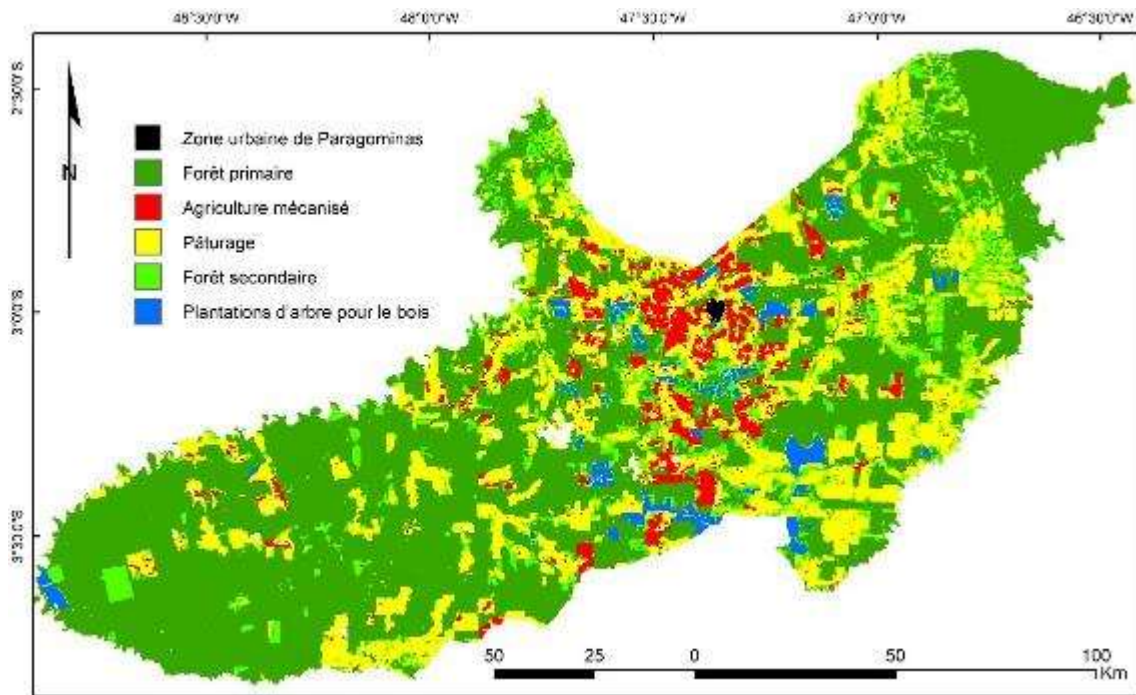 48°30'0"W 48°0'0"W 47°30'0"W 47°0'0"W 46°30'0"W
2°30'0"S
N
Zone urbaine de Paragominas
Forêt primaire
Agriculture mécanisé
Pâturage
Forêt secondaire
Plantations d'arbre pour le bois
3°0'0"S
3°30'0"S
50 25 0 50 100
Km